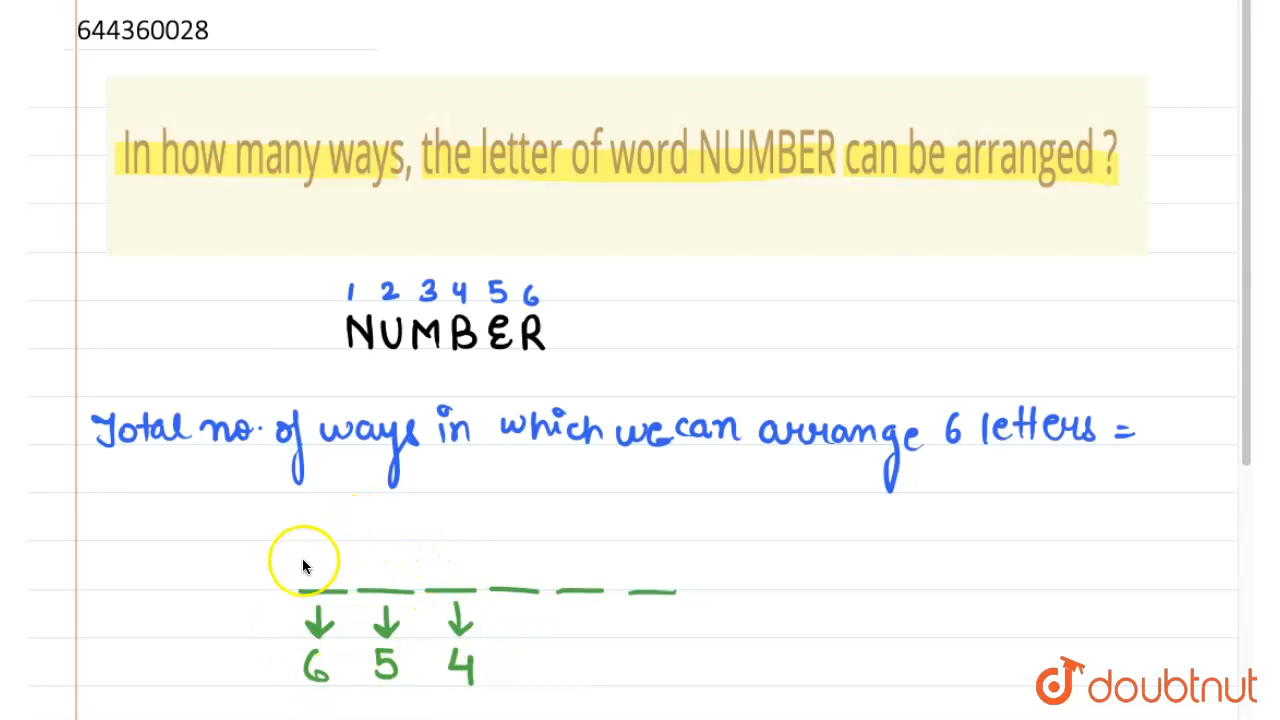 644360028
In how many ways, the letter of word NUMBER can be arranged ?
1 2 3 4 5 6
NUMBER
Total no. of ways in which we can arrange 6 letters =
6 5 4
doubtnut